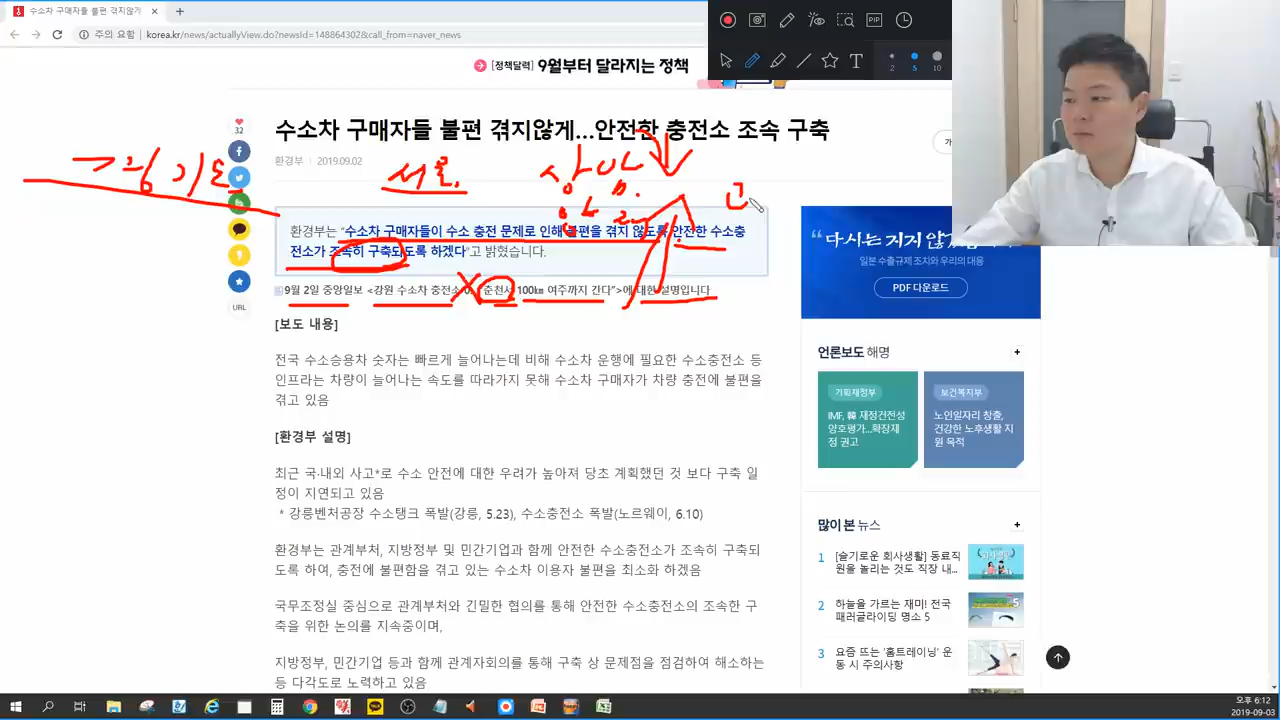 수소차 구매자들 불편 겪지않게
주의 요함 | korea.kr/news/actuallyView.do?newsId=148864302&call_from=naver_news
PIP
T
2 5 10
[정책달력] 9월부터 달라지는 정책
32
수소차 구매자들 불편 겪지않게…안전한 충전소 조속 구축
환경부 | 2019.09.02
가
경기도
서울.
환경부는 “수소차 구매자들이 수소 충전 문제로 인해 불편을 겪지 않도록 안전한 수소충
전소가 조속히 구축되도록 하겠다”고 밝혔습니다.
URL
9월 2일 중앙일보 <강원 수소차 충전소 춘천서 100㎞ 여주까지 간다”>에 대한 설명입니다
[보도 내용]
전국 수소승용차 숫자는 빠르게 늘어나는데 비해 수소차 운행에 필요한 수소충전소 등
인프라는 차량이 늘어나는 속도를 따라가지 못해 수소차 구매자가 차량 충전에 불편을
겪고 있음
[환경부 설명]
최근 국·내외 사고*로 수소 안전에 대한 우려가 높아져 당초 계획했던 것 보다 구축 일
정이 지연되고 있음
* 강릉벤처공장 수소탱크 폭발(강릉, 5.23), 수소충전소 폭발(노르웨이, 6.10)
환경부는 관계부처, 지방정부 및 민간기업과 함께 안전한 수소충전소가 조속히 구축되
도록 하여, 충전에 불편함을 겪고 있는 수소차 이용자 불편을 최소화 하겠음
국무조정실 중심으로 관계부처와 긴밀한 협의를 통해 안전한 수소충전소의 조속한 구
축을 위한 논의를 지속중이며,
지방정부, 민간기업 등과 함께 관계자회의를 통해 구축 상 문제점을 점검하여 해소하는
등 다각도로 노력하고 있음
“다시는 지지 않
일본 수출규제 조치와 우리의 대응
PDF 다운로드
언론보도 해명 +
기획재정부
IMF, 韓 재정건전성
양호평가…확장재
정 권고
보건복지부
노인일자리 창출,
건강한 노후생활 지
원 목적
많이 본 뉴스 +
1 [슬기로운 회사생활] 동료직
원을 놀리는 것도 직장 내…
2 하늘을 가르는 재미! 전국
패러글라이딩 명소 5
3 요즘 뜨는 ‘홈트레이닝’ 운
동 시 주의사항
오후 6:12
2019-09-03